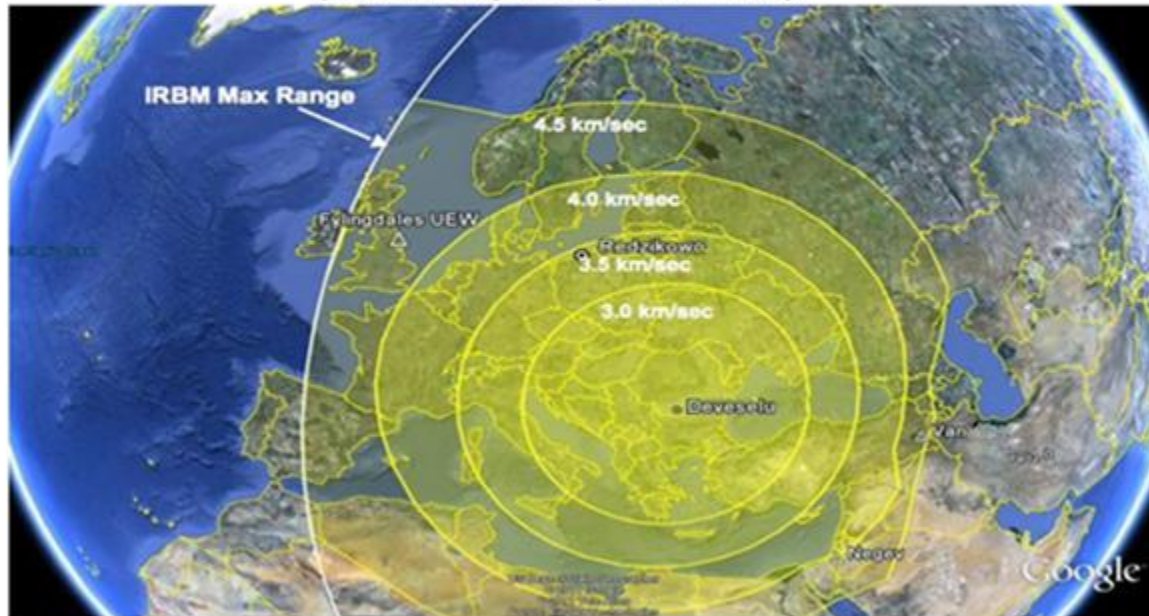 IRBM Max Range
4.5 km/sec
4.0 km/sec
Fylingdales UEW
Redzikowo
3.5 km/sec
3.0 km/sec
Deveselu
Van
Negev
Google